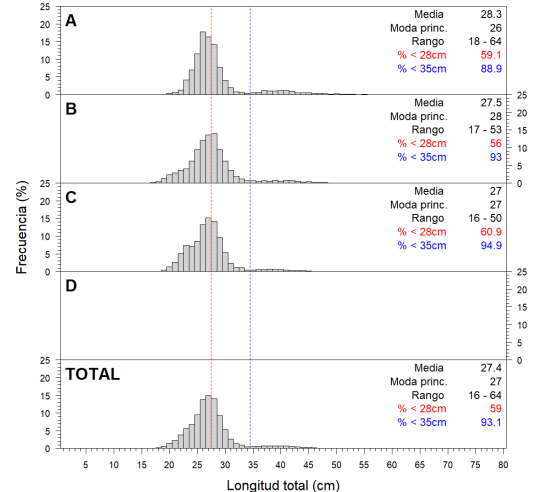 25
20
15
10
5
0
A
Media 28.3
Moda princ. 26
Rango 18 - 64
% < 28cm 59.1
% < 35cm 88.9
B
Media 27.5
Moda princ. 28
Rango 17 - 53
% < 28cm 56
% < 35cm 93
25
20
15
10
5
0
Frecuencia (%)
25
20
15
10
5
0
C
Media 27
Moda princ. 27
Rango 16 - 50
% < 28cm 60.9
% < 35cm 94.9
D
25
20
15
10
5
0
25
20
15
10
5
0
TOTAL
Media 27.4
Moda princ. 27
Rango 16 - 64
% < 28cm 59
% < 35cm 93.1
5 10 15 20 25 30 35 40 45 50 55 60 65 70 75 80
Longitud total (cm)